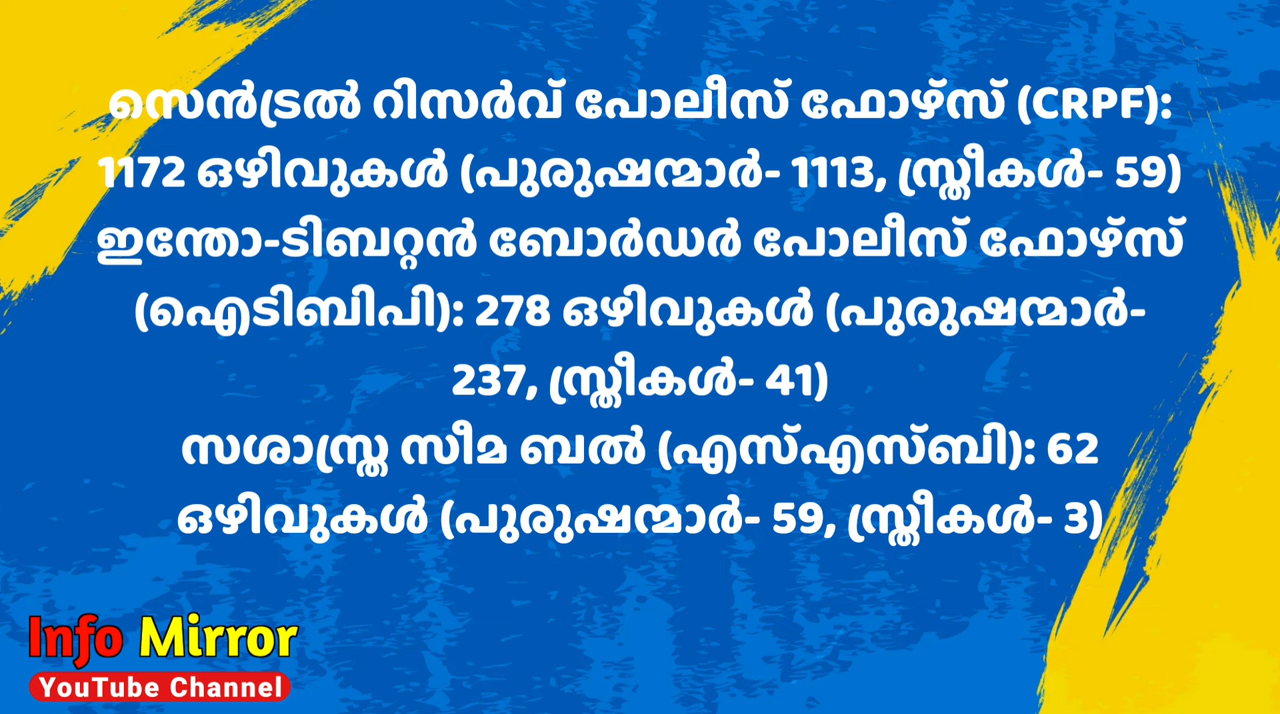 സെൻട്രൽ റിസർവ് പോലീസ് ഫോഴ്സ് (CRPF):
1172 ഒഴിവുകൾ (പുരുഷന്മാർ- 1113, സ്ത്രീകൾ- 59)
ഇന്തോ-ടിബറ്റൻ ബോർഡർ പോലീസ് ഫോഴ്സ്
(ഐടിബിപി): 278 ഒഴിവുകൾ (പുരുഷന്മാർ-
237, സ്ത്രീകൾ- 41)
സശാസ്ത്ര സീമ ബൽ (എസ്എസ്ബി): 62
ഒഴിവുകൾ (പുരുഷന്മാർ- 59, സ്ത്രീകൾ- 3)
Info Mirror
YouTube Channel